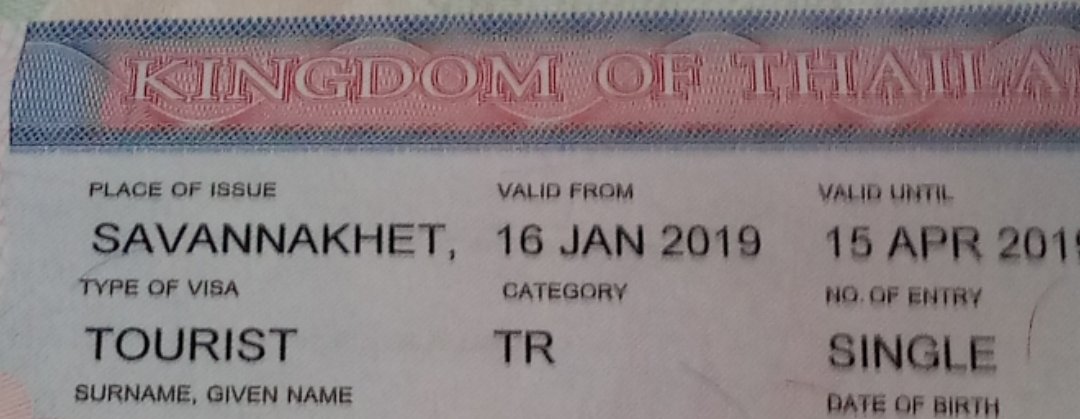 KINGDOM OF THAILA
PLACE OF ISSUE VALID FROM VALID UNTIL
SAVANNAKHET, 16 JAN 2019 15 APR 2019
TYPE OF VISA CATEGORY NO. OF ENTRY
TOURIST TR SINGLE
SURNAME, GIVEN NAME DATE OF BIRTH